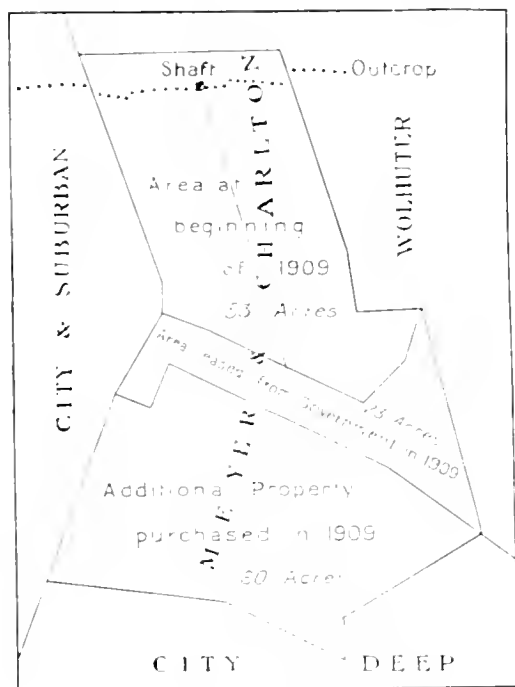 Shaft
Outcrop
CITY & SUBURBAN
MEYER & CHARLTON
WOLHUTER
Area at
beginning
of 1909
53 Acres
Area leased from Government in 1909
23 Acres
Additional Property
purchased in 1909
60 Acres
CITY DEEP